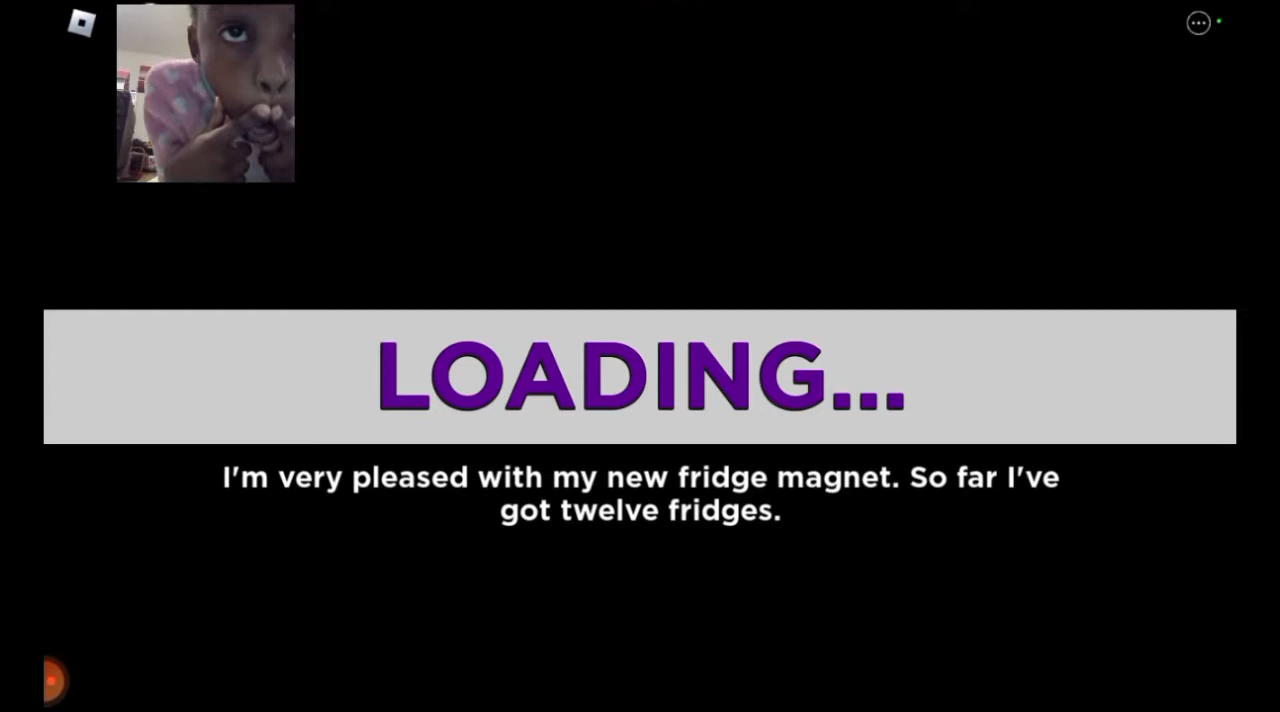 LOADING...
I'm very pleased with my new fridge magnet. So far I've
got twelve fridges.